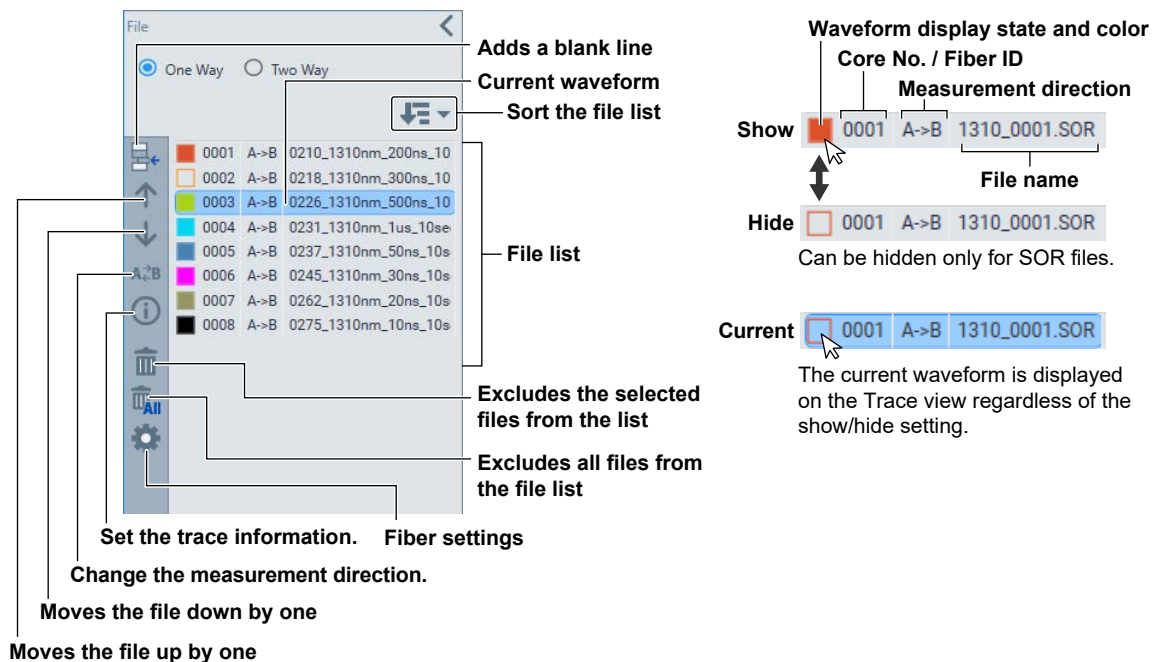 File
One Way Two Way
Adds a blank line
Current waveform
Sort the file list
0001 A->B 0210_1310nm_200ns_10
0002 A->B 0218_1310nm_300ns_10
0003 A->B 0226_1310nm_500ns_10
0004 A->B 0231_1310nm_1us_10se
0005 A->B 0237_1310nm_50ns_10s
0006 A->B 0245_1310nm_30ns_10s
0007 A->B 0262_1310nm_20ns_10s
0008 A->B 0275_1310nm_10ns_10s
A⇄B
All
File list
Excludes the selected
files from the list
Excludes all files from
the file list
Set the trace information.
Fiber settings
Change the measurement direction.
Moves the file down by one
Moves the file up by one
Waveform display state and color
Core No. / Fiber ID
Measurement direction
Show 0001 A->B 1310_0001.SOR
File name
Hide 0001 A->B 1310_0001.SOR
Can be hidden only for SOR files.
Current 0001 A->B 1310_0001.SOR
The current waveform is displayed
on the Trace view regardless of the
show/hide setting.